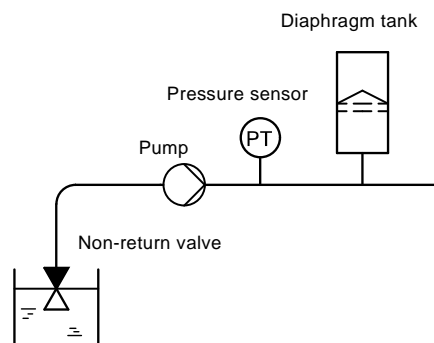 Diaphragm tank
Pressure sensor
PT
Pump
Non-return valve